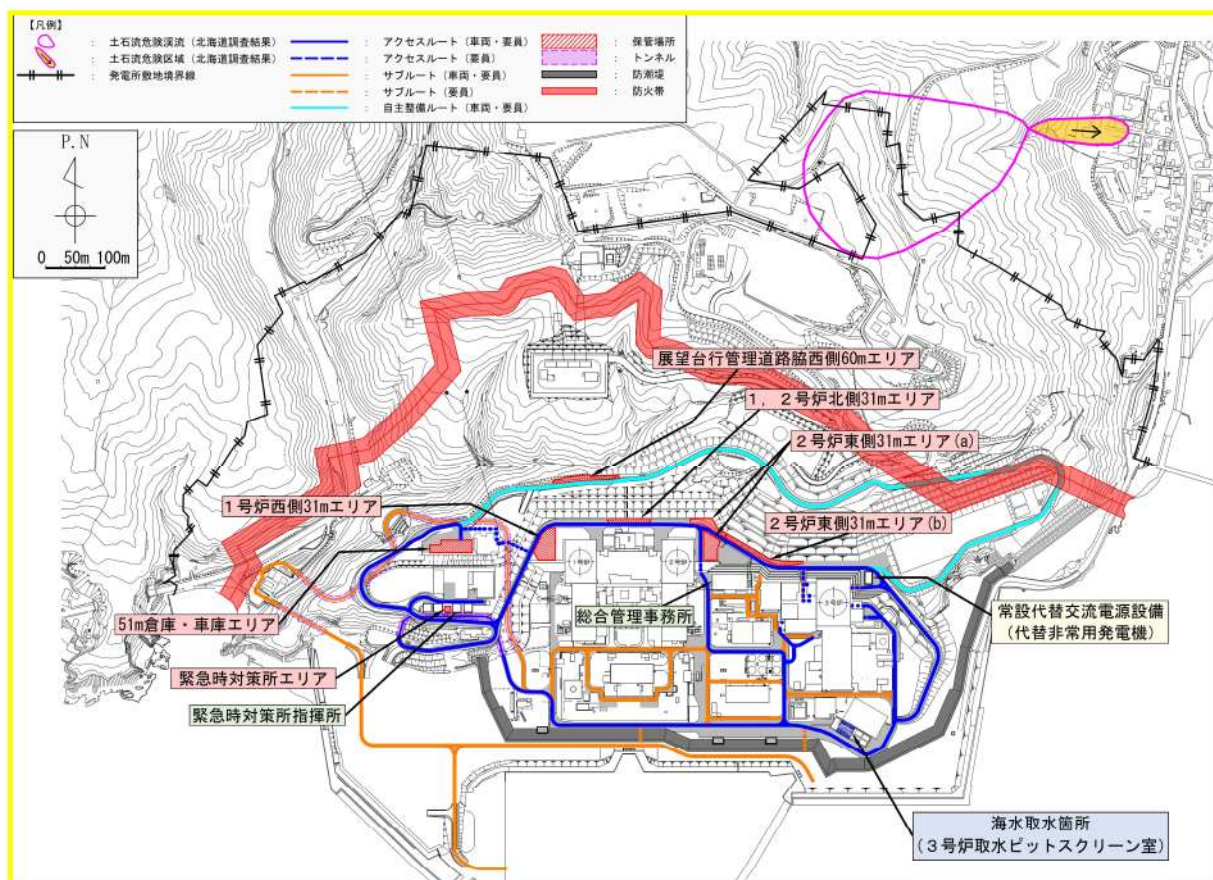 【凡例】
: 土石流危険渓流(北海道調査結果)
: 土石流危険区域(北海道調査結果)
: 発電所敷地境界線
: アクセスルート(車両・要員)
: アクセスルート(要員)
: サブルート(車両・要員)
: サブルート(要員)
: 自主整備ルート(車両・要員)
: 保管場所
: トンネル
: 防潮堤
: 防火帯
P.N
0 50m 100m
展望台行管理道路脇西側60mエリア
1,2号炉北側31mエリア
2号炉東側31mエリア(a)
1号炉西側31mエリア
2号炉東側31mエリア(b)
1号炉
2号炉
3号炉
総合管理事務所
常設代替交流電源設備
(代替非常用発電機)
51m倉庫・車庫エリア
緊急時対策所エリア
緊急時対策所指揮所
海水取水箇所
(3号炉取水ピットスクリーン室)